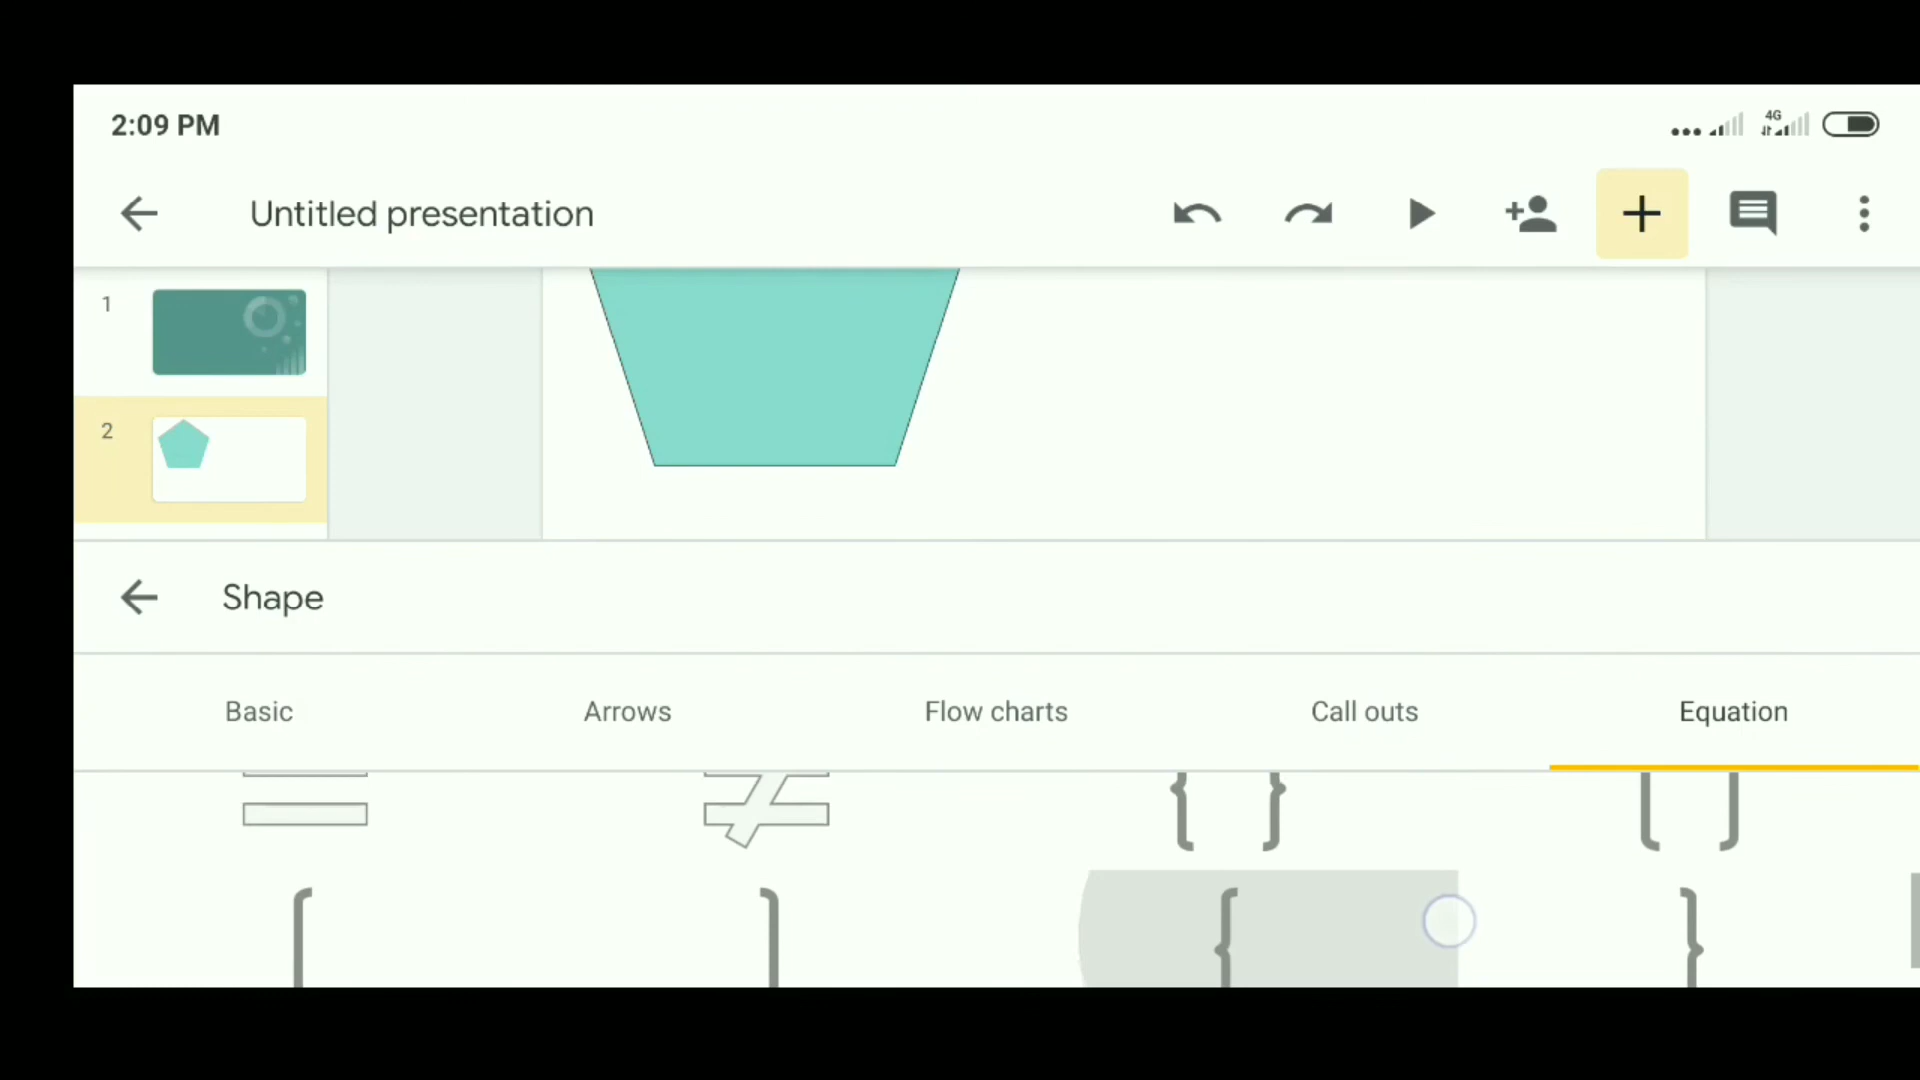 2:09 PM
4G
Untitled presentation
1
2
Shape
Basic Arrows Flow charts Call outs Equation